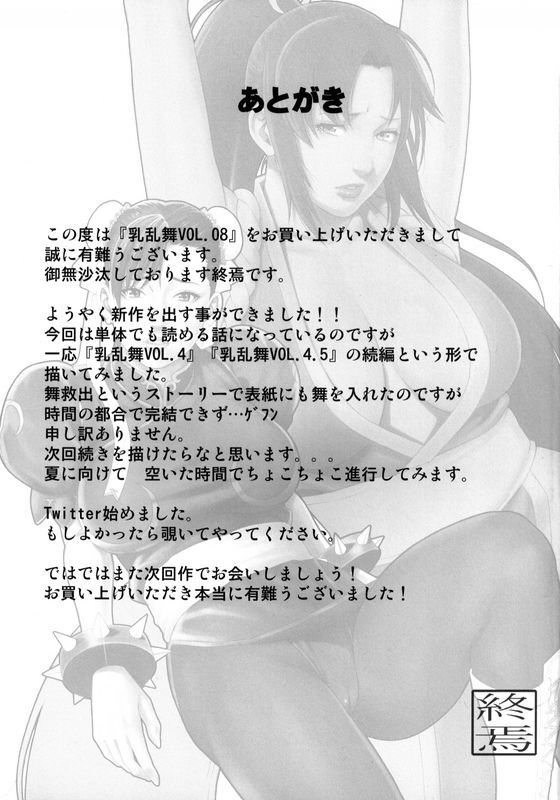 あとがき
この度は『乳乱舞VOL.08』をお買い上げいただきまして
誠に有難うございます。
御無沙汰しております終焉です。
ようやく新作を出す事ができました！！
今回は単体でも読める話になっているのですが
一応『乳乱舞VOL.4』『乳乱舞VOL.4.5』の続編という形で
描いてみました。
舞救出というストーリーで表紙にも舞を入れたのですが
時間の都合で完結できず…ｹﾞﾌﾝ
申し訳ありません。
次回続きを描けたらなと思います。。。
夏に向けて　空いた時間でちょこちょこ進行してみます。
Twitter始めました。
もしよかったら覗いてやってください。
ではではまた次回作でお会いしましょう！
お買い上げいただき本当に有難うございました！
終焉